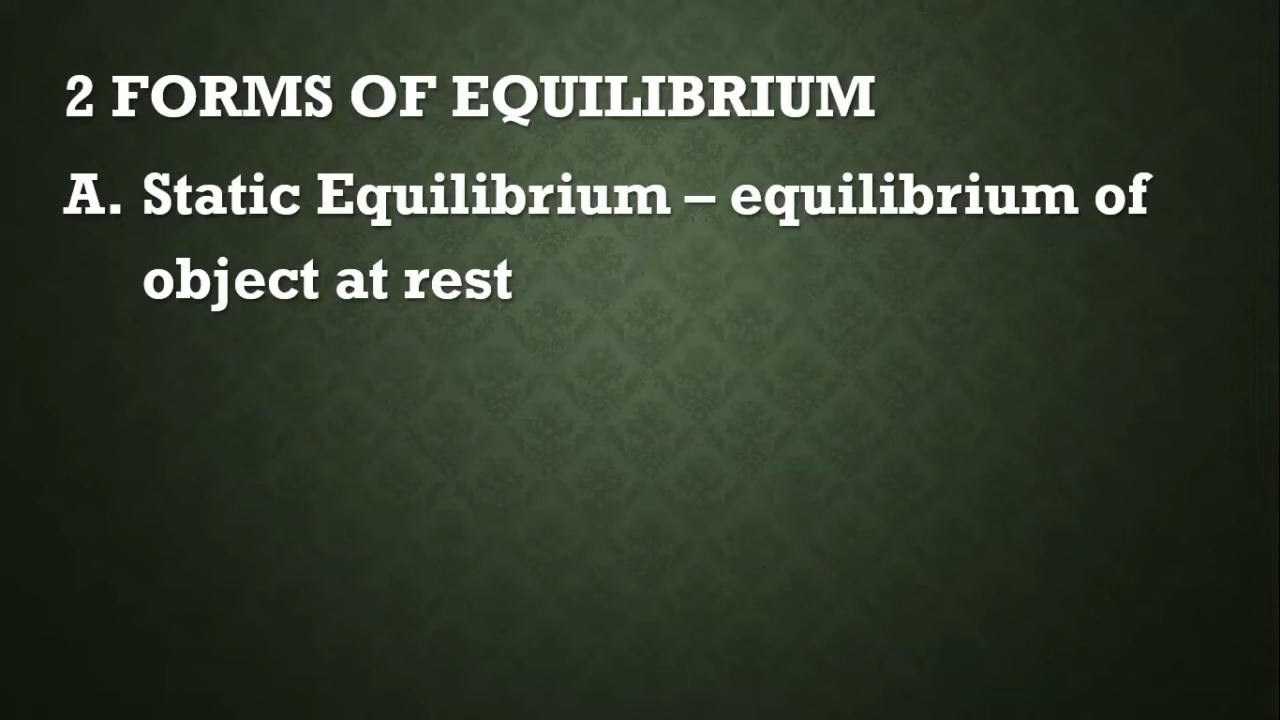 2 FORMS OF EQUILIBRIUM
A. Static Equilibrium – equilibrium of
object at rest